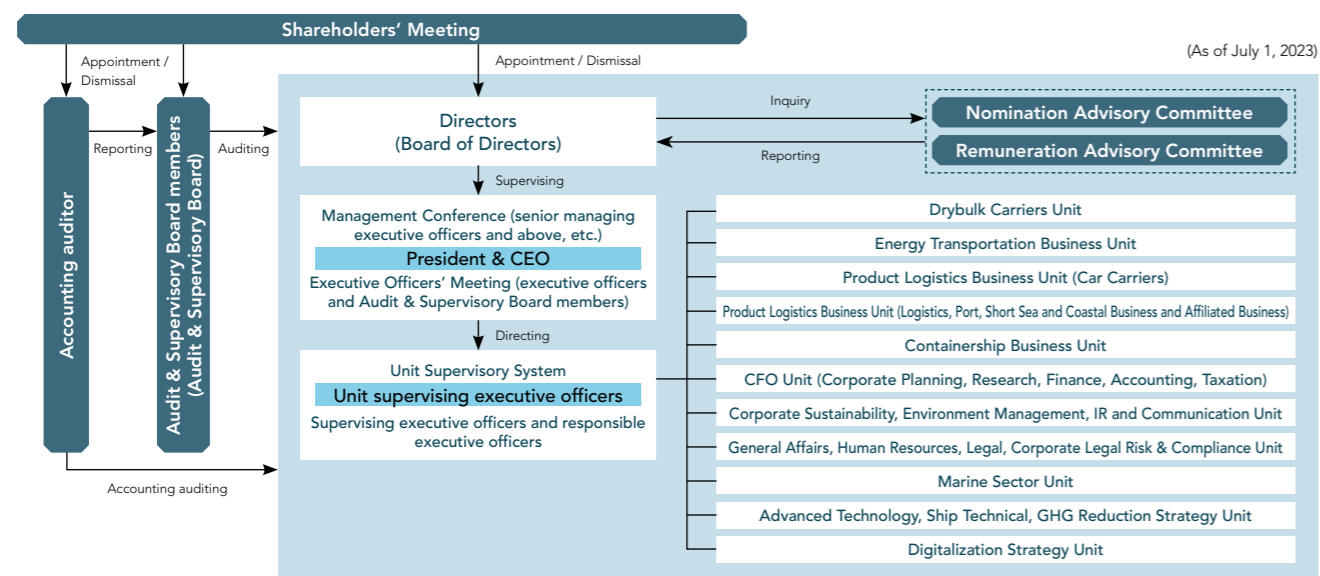 Shareholders’ Meeting
(As of July 1, 2023)
Appointment /
Dismissal
Appointment / Dismissal
Accounting auditor
Reporting
Audit & Supervisory Board members
(Audit & Supervisory Board)
Auditing
Accounting auditing
Directors
(Board of Directors)
Inquiry
Reporting
Nomination Advisory Committee
Remuneration Advisory Committee
Supervising
Management Conference (senior managing
executive officers and above, etc.)
President & CEO
Executive Officers’ Meeting (executive officers
and Audit & Supervisory Board members)
Directing
Unit Supervisory System
Unit supervising executive officers
Supervising executive officers and responsible
executive officers
Drybulk Carriers Unit
Energy Transportation Business Unit
Product Logistics Business Unit (Car Carriers)
Product Logistics Business Unit (Logistics, Port, Short Sea and Coastal Business and Affiliated Business)
Containership Business Unit
CFO Unit (Corporate Planning, Research, Finance, Accounting, Taxation)
Corporate Sustainability, Environment Management, IR and Communication Unit
General Affairs, Human Resources, Legal, Corporate Legal Risk & Compliance Unit
Marine Sector Unit
Advanced Technology, Ship Technical, GHG Reduction Strategy Unit
Digitalization Strategy Unit